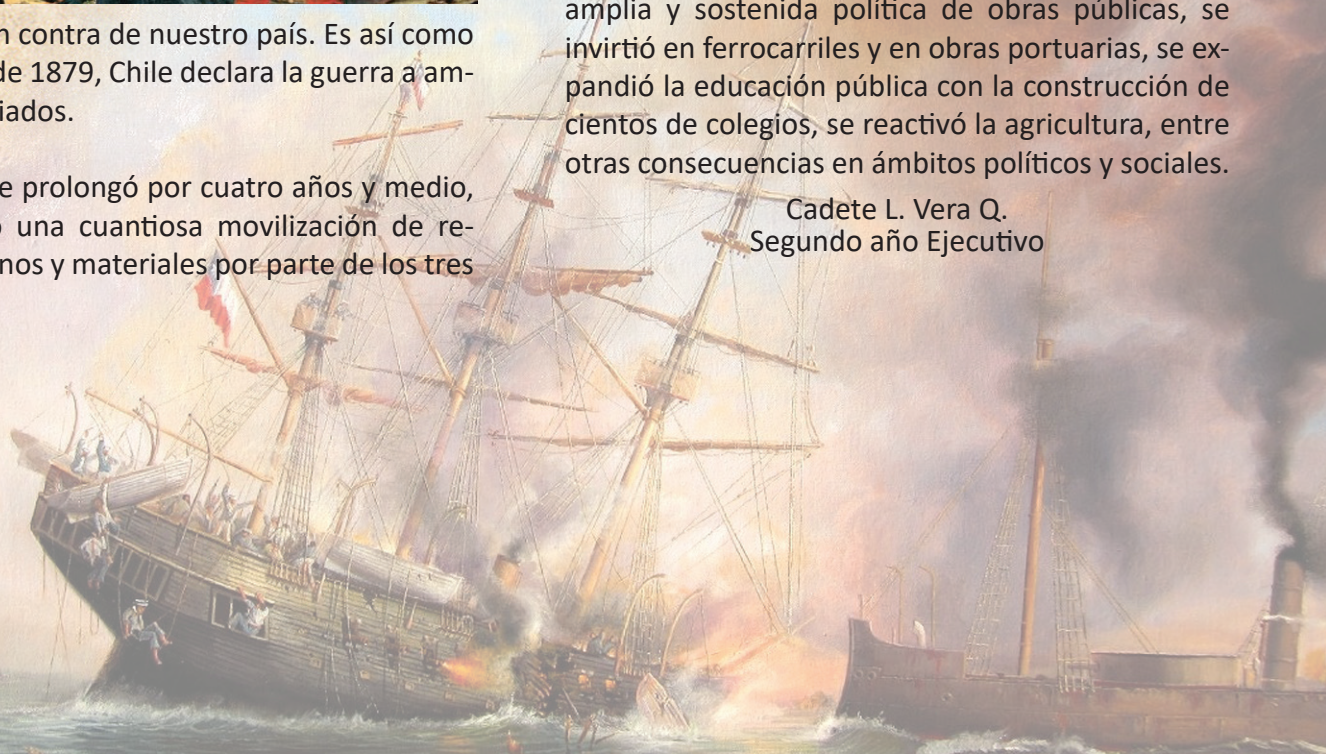 n contra de nuestro país. Es así como
de 1879, Chile declara la guerra a am-
iados.
e prolongó por cuatro años y medio,
o una cuantiosa movilización de re-
nos y materiales por parte de los tres
amplia y sostenida política de obras públicas, se
invirtió en ferrocarriles y en obras portuarias, se ex-
pandió la educación pública con la construcción de
cientos de colegios, se reactivó la agricultura, entre
otras consecuencias en ámbitos políticos y sociales.
Cadete L. Vera Q.
Segundo año Ejecutivo